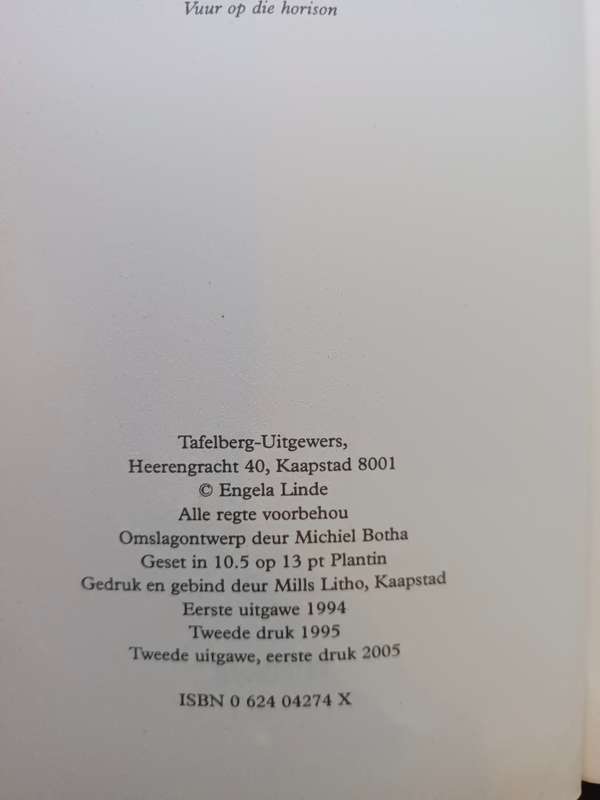 Vuur op die horison
Tafelberg-Uitgewers,
Heerengracht 40, Kaapstad 8001
© Engela Linde
Alle regte voorbehou
Omslagontwerp deur Michiel Botha
Geset in 10.5 op 13 pt Plantin
Gedruk en gebind deur Mills Litho, Kaapstad
Eerste uitgawe 1994
Tweede druk 1995
Tweede uitgawe, eerste druk 2005
ISBN 0 624 04274 X